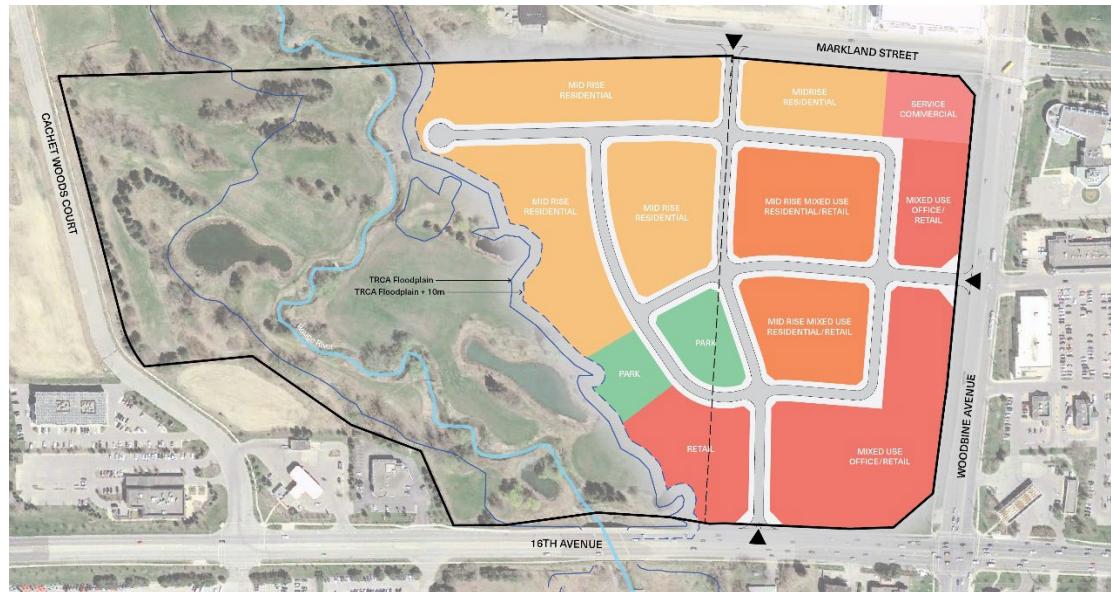 MARKLAND STREET
MID RISE RESIDENTIAL
MIDRISE
RESIDENTIAL
SERVICE
COMMERCIAL
CACHET WOODS COURT
MID RISE
RESIDENTIAL
MID RISE
RESIDENTIAL
MID RISE MIXED USE
RESIDENTIAL/RETAIL
MIXED USE
OFFICE/
RETAIL
TRCA Floodplain
TRCA Floodplain + 10m
Rouge River
PARK
PARK
MID RISE MIXED USE
RESIDENTIAL/RETAIL
WOODBINE AVENUE
RETAIL
MIXED USE
OFFICE/RETAIL
16TH AVENUE